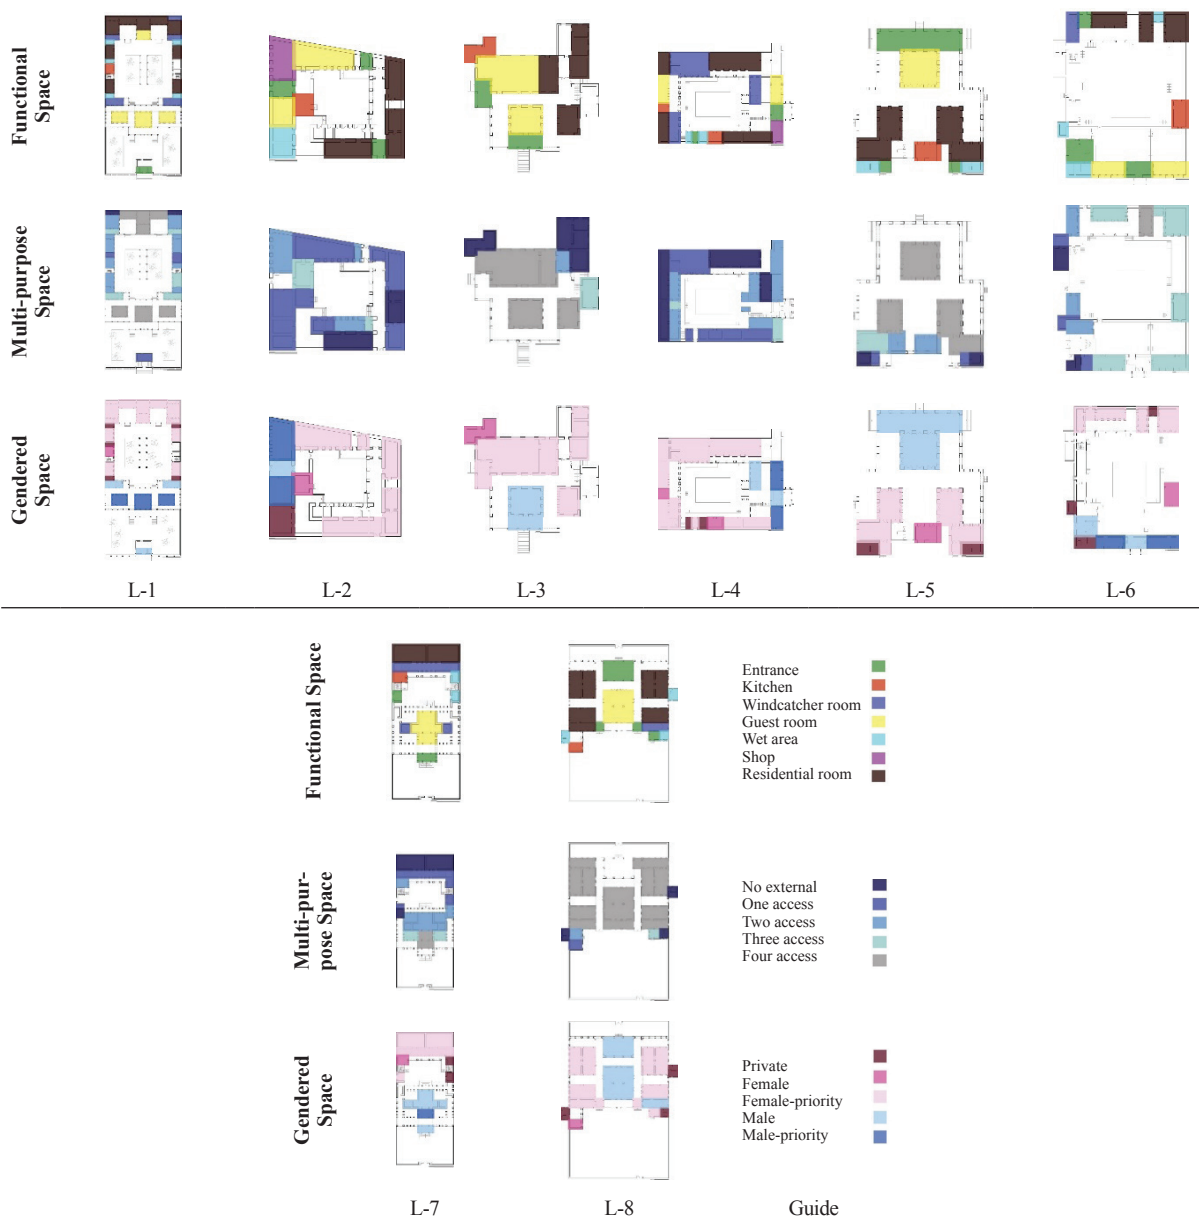 Functional
Space
Multi-purpose
Space
Gendered
Space
L-1
L-2
L-3
L-4
L-5
L-6
Functional Space
Entrance
Kitchen
Windcatcher room
Guest room
Wet area
Shop
Residential room
Multi-pur-
pose Space
No external
One access
Two access
Three access
Four access
Gendered
Space
Private
Female
Female-priority
Male
Male-priority
L-7
L-8
Guide